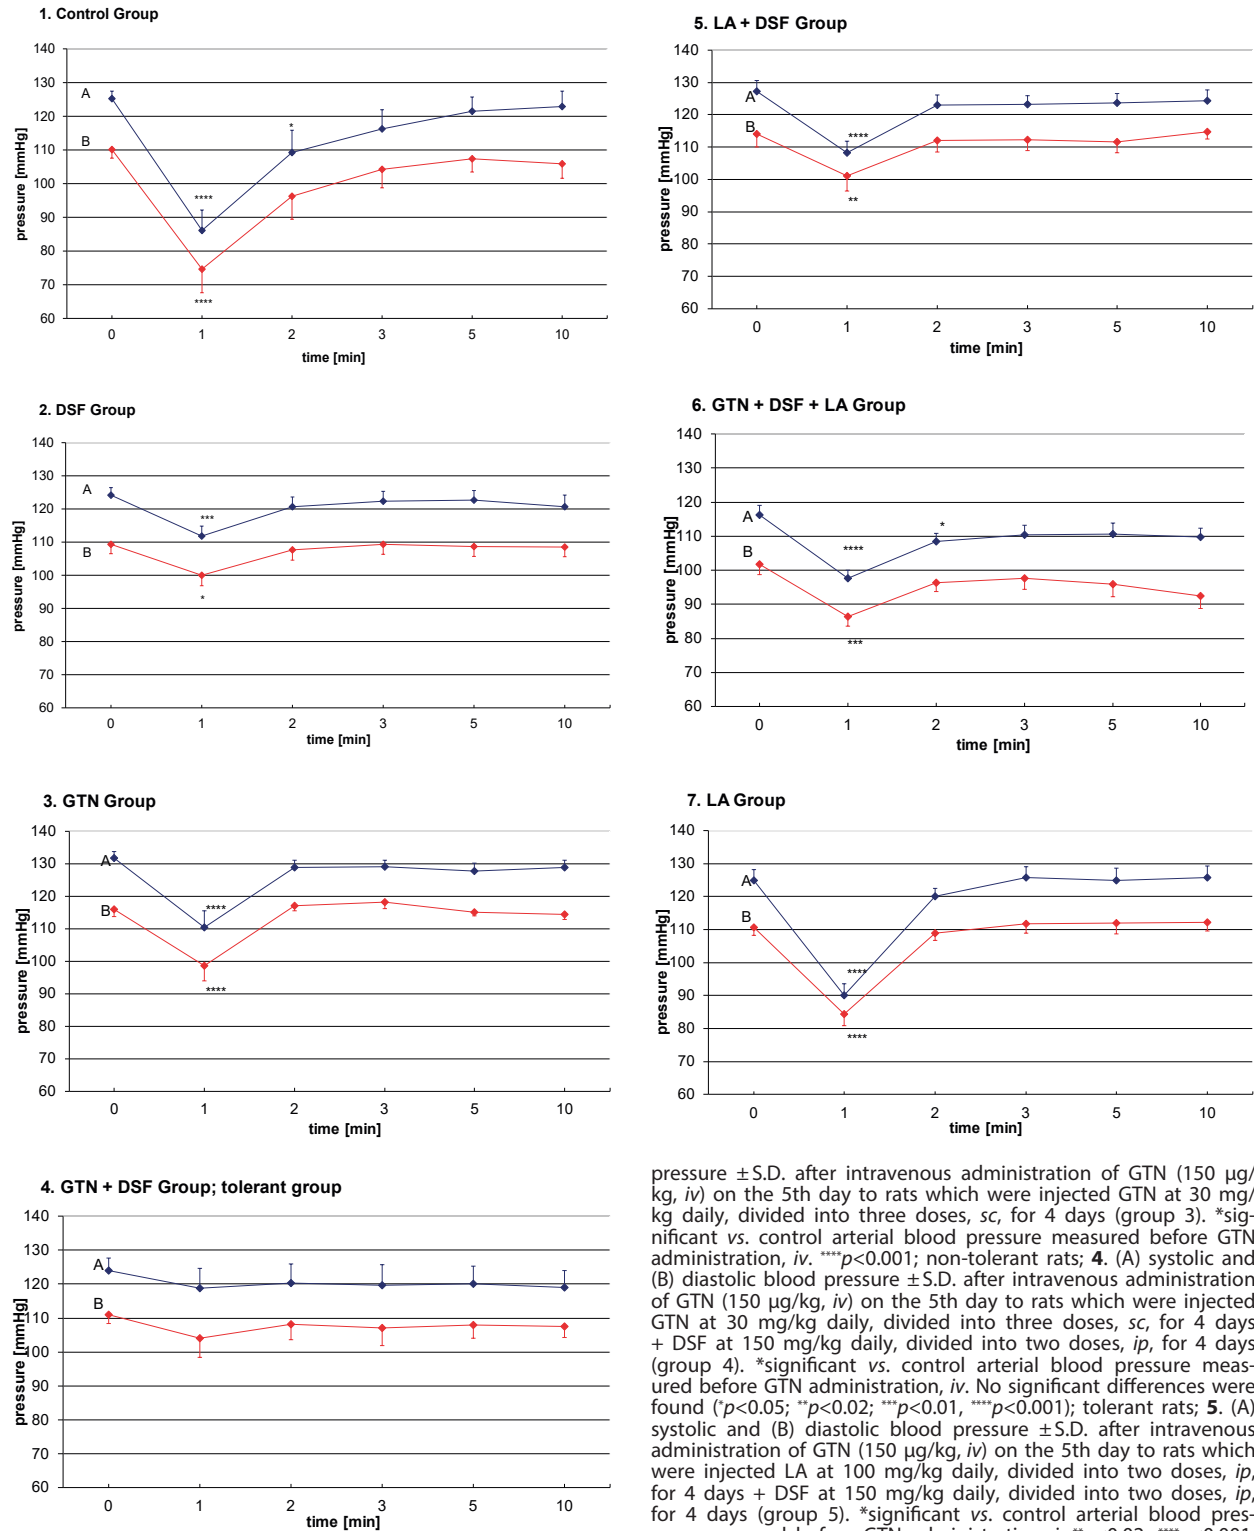 1. Control Group
140
130
120
110
100
90
80
70
60
pressure [mmHg]
A
B
****
****
*
0 1 2 3 5 10
time [min]
2. DSF Group
140
130
120
110
100
90
80
70
60
pressure [mmHg]
A
B
***
*
0 1 2 3 5 10
time [min]
3. GTN Group
140
130
120
110
100
90
80
70
60
pressure [mmHg]
A
B
****
****
0 1 2 3 5 10
time [min]
4. GTN + DSF Group; tolerant group
140
130
120
110
100
90
80
70
60
pressure [mmHg]
A
B
0 1 2 3 5 10
time [min]
5. LA + DSF Group
140
130
120
110
100
90
80
70
60
pressure [mmHg]
A
B
****
**
0 1 2 3 5 10
time [min]
6. GTN + DSF + LA Group
140
130
120
110
100
90
80
70
60
pressure [mmHg]
A
B
****
***
*
0 1 2 3 5 10
time [min]
7. LA Group
140
130
120
110
100
90
80
70
60
pressure [mmHg]
A
B
****
****
0 1 2 3 5 10
time [min]
pressure ± S.D. after intravenous administration of GTN (150 µg/
kg, iv) on the 5th day to rats which were injected GTN at 30 mg/
kg daily, divided into three doses, sc, for 4 days (group 3). *sig-
nificant vs. control arterial blood pressure measured before GTN
administration, iv. ****p<0.001; non-tolerant rats; 4. (A) systolic and
(B) diastolic blood pressure ± S.D. after intravenous administration
of GTN (150 µg/kg, iv) on the 5th day to rats which were injected
GTN at 30 mg/kg daily, divided into three doses, sc, for 4 days
+ DSF at 150 mg/kg daily, divided into two doses, ip, for 4 days
(group 4). *significant vs. control arterial blood pressure meas-
ured before GTN administration, iv. No significant differences were
found (*p<0.05; **p<0.02; ***p<0.01, ****p<0.001); tolerant rats; 5. (A)
systolic and (B) diastolic blood pressure ± S.D. after intravenous
administration of GTN (150 µg/kg, iv) on the 5th day to rats which
were injected LA at 100 mg/kg daily, divided into two doses, ip,
for 4 days + DSF at 150 mg/kg daily, divided into two doses, ip,
for 4 days (group 5). *significant vs. control arterial blood pres-